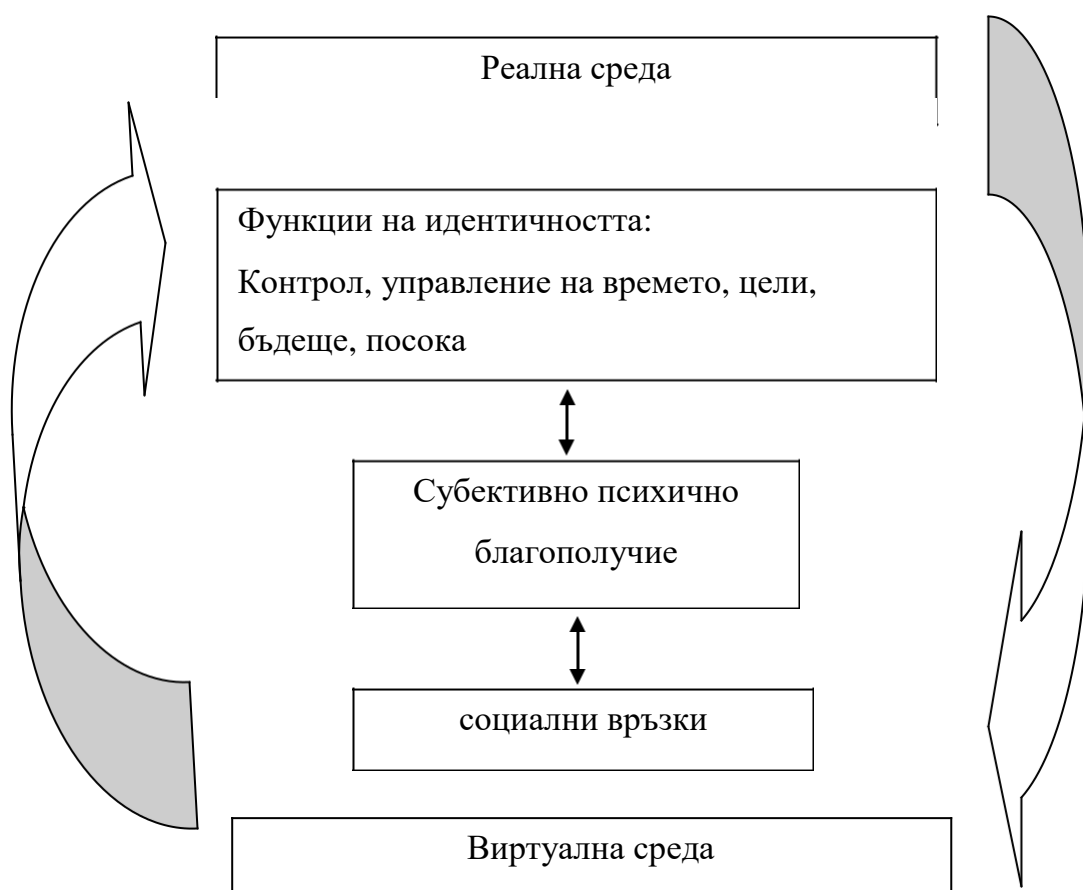 Реална среда
Функции на идентичността:
Контрол, управление на времето, цели,
бъдеще, посока
Субективно психично
благополучие
социални връзки
Виртуална среда